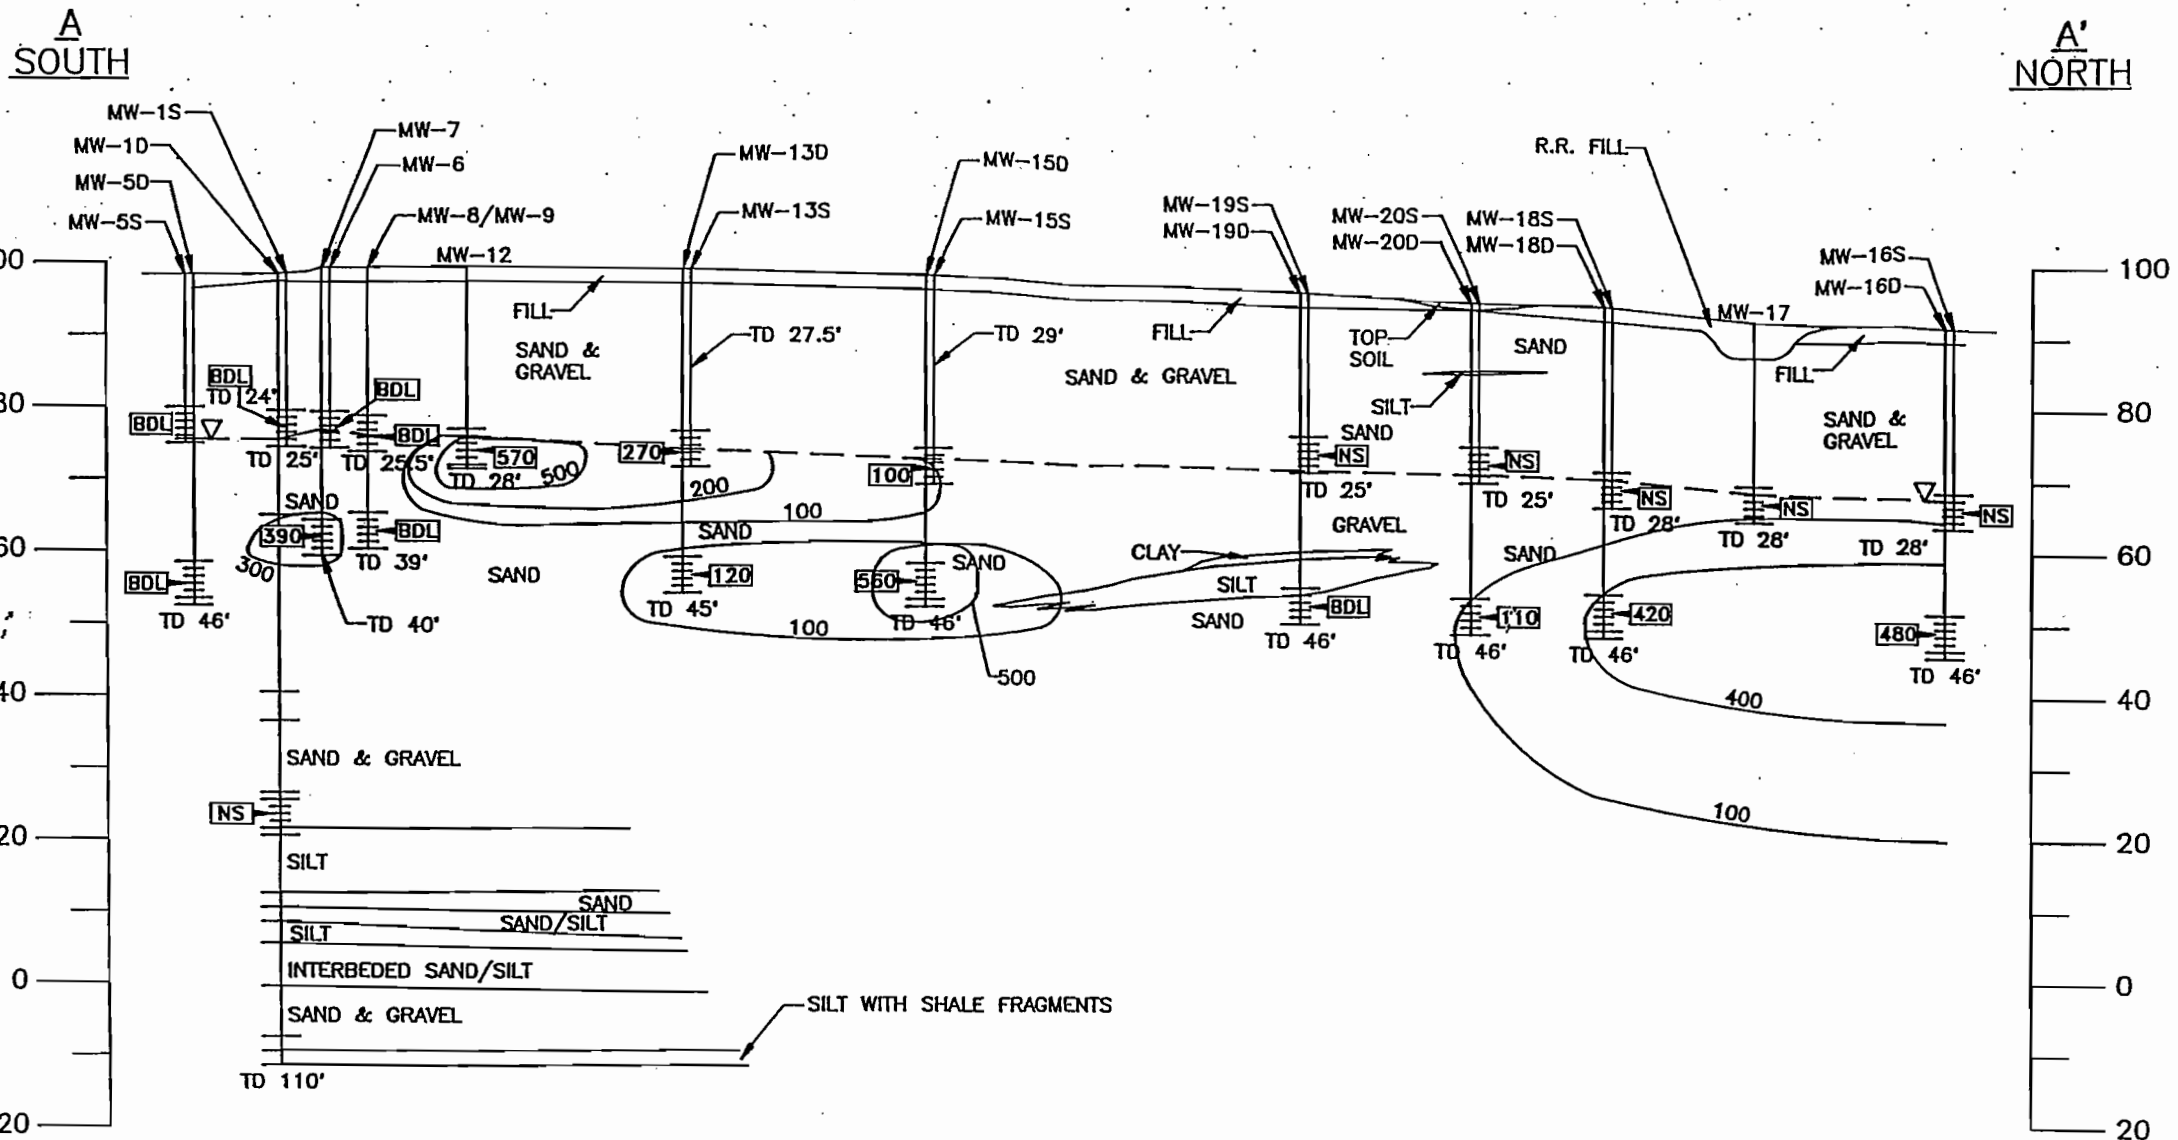 A
SOUTH
A'
NORTH
MW-1S
MW-1D
MW-5D
MW-5S
MW-7
MW-6
MW-8/MW-9
MW-12
MW-13D
MW-13S
MW-15D
MW-15S
MW-19S
MW-19D
MW-20S
MW-20D
MW-18S
MW-18D
R.R. FILL
MW-17
MW-16S
MW-16D
00
80
60
40
20
0
20
100
80
60
40
20
0
20
FILL
SAND &
GRAVEL
TD 27.5'
TD 29'
FILL
SAND & GRAVEL
TOP
SOIL
SAND
SILT
SAND
FILL
SAND &
GRAVEL
BDL
TD 24'
BDL
BDL
BDL
TD 25'
TD 25.5'
570
500
TD 28'
270
200
100
100
NS
TD 25'
NS
TD 25'
NS
TD 28'
NS
TD 28'
NS
TD 28'
SAND
390
300
BDL
TD 39'
BDL
TD 46'
TD 40'
SAND
SAND
120
TD 45'
100
560
SAND
TD 46'
500
GRAVEL
CLAY
SILT
SAND
BDL
TD 46'
SAND
110
TD 46'
420
TD 46'
480
TD 46'
400
100
SAND & GRAVEL
NS
SILT
SAND
SAND/SILT
SILT
INTERBEDED SAND/SILT
SAND & GRAVEL
SILT WITH SHALE FRAGMENTS
TD 110'